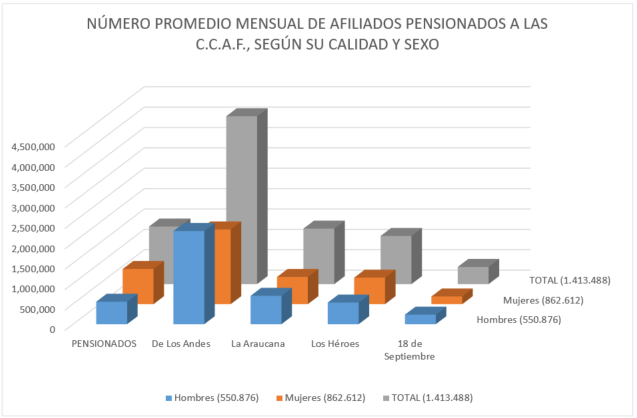 NÚMERO PROMEDIO MENSUAL DE AFILIADOS PENSIONADOS A LAS
C.C.A.F., SEGÚN SU CALIDAD Y SEXO
4,500,000
4,000,000
3,500,000
3,000,000
2,500,000
2,000,000
1,500,000
1,000,000
500,000
0
TOTAL (1.413.488)
Mujeres (862.612)
Hombres (550.876)
PENSIONADOS
De Los Andes
La Araucana
Los Héroes
18 de
Septiembre
Hombres (550.876)
Mujeres (862.612)
TOTAL (1.413.488)